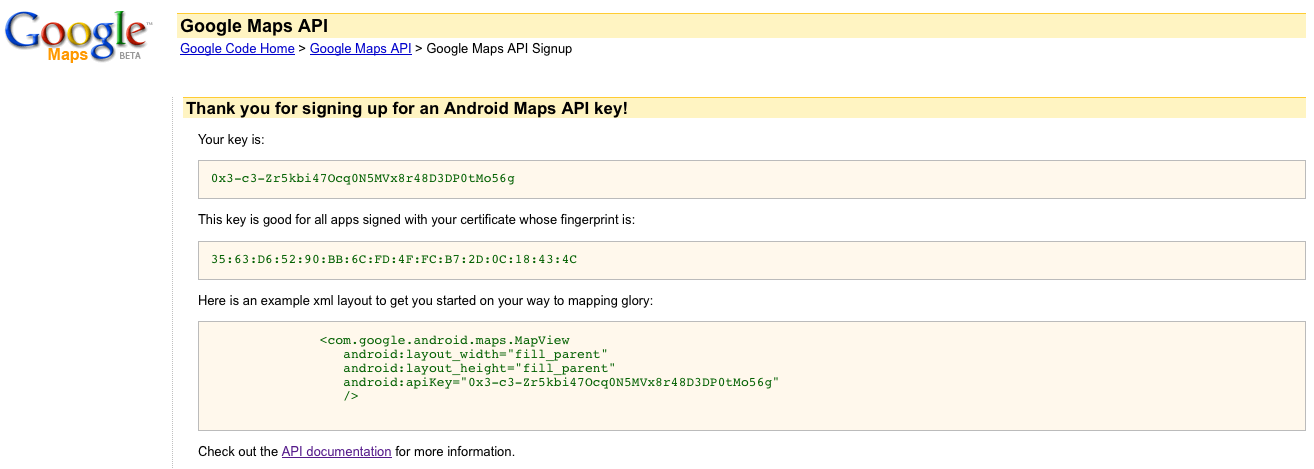 Google™
Maps BETA
Google Maps API
Google Code Home > Google Maps API > Google Maps API Signup
Thank you for signing up for an Android Maps API key!
Your key is:
0x3-c3-Zr5kbi47Ocq0N5MVx8r48D3DP0tMo56g
This key is good for all apps signed with your certificate whose fingerprint is:
35:63:D6:52:90:BB:6C:FD:4F:FC:B7:2D:0C:18:43:4C
Here is an example xml layout to get you started on your way to mapping glory:
<com.google.android.maps.MapView
android:layout_width="fill_parent"
android:layout_height="fill_parent"
android:apiKey="0x3-c3-Zr5kbi47Ocq0N5MVx8r48D3DP0tMo56g"
/>
Check out the API documentation for more information.